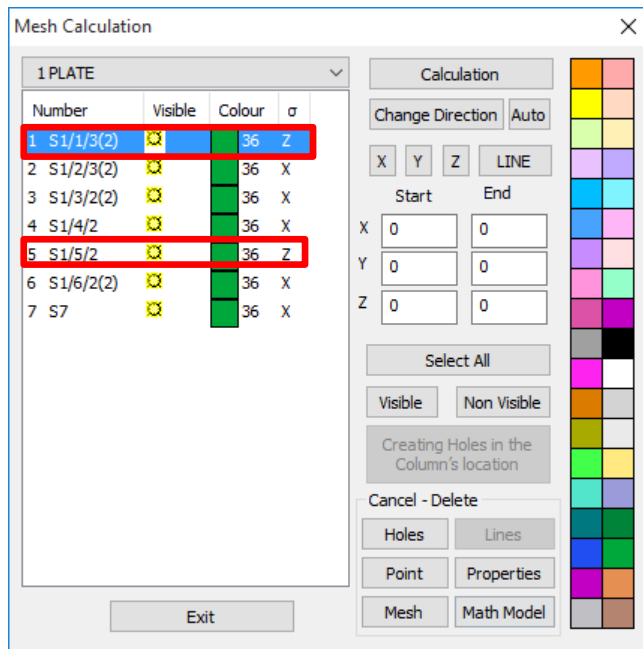 Mesh Calculation
1 PLATE
Number Visible Colour σ
1 S1/1/3(2) 36 Z
2 S1/2/3(2) 36 X
3 S1/3/2(2) 36 X
4 S1/4/2 36 X
5 S1/5/2 36 Z
6 S1/6/2(2) 36 X
7 S7 36 X
Exit
Calculation
Change Direction Auto
X Y Z LINE
Start End
X 0 0
Y 0 0
Z 0 0
Select All
Visible Non Visible
Creating Holes in the
Column's location
Cancel - Delete
Holes Lines
Point Properties
Mesh Math Model